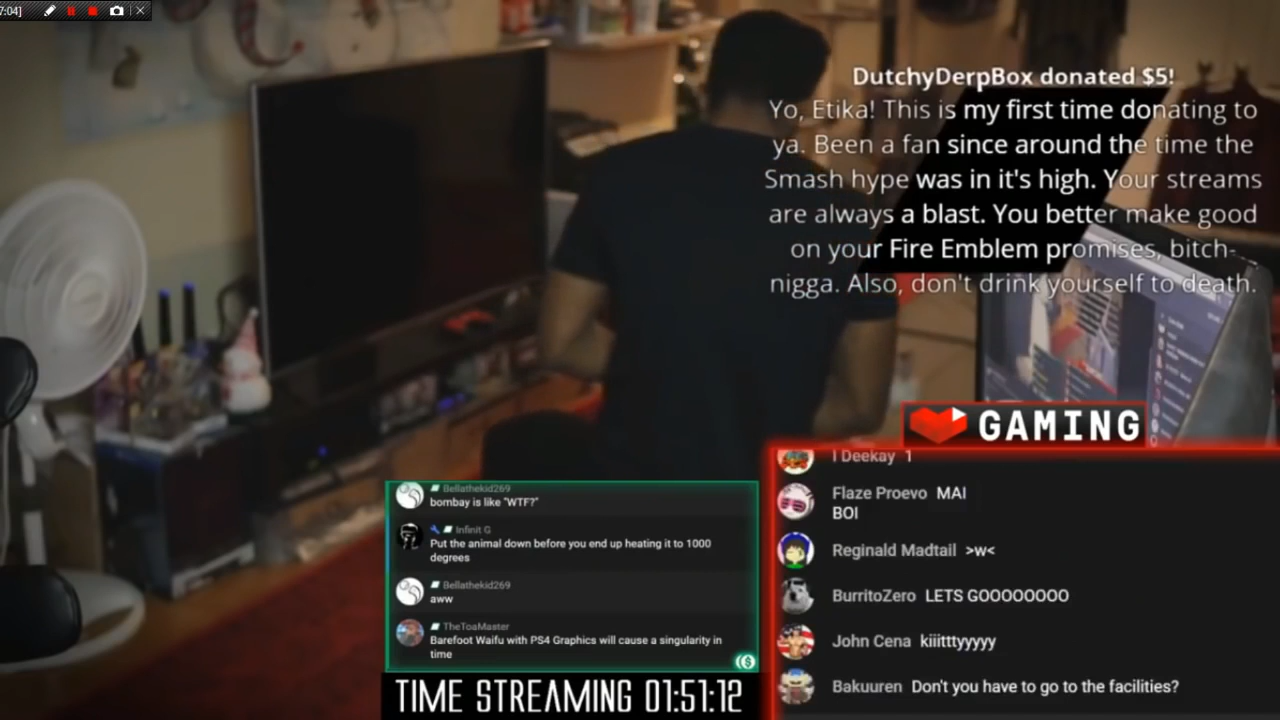 7:04]
DutchyDerpBox donated $5!
Yo, Etika! This is my first time donating to
ya. Been a fan since around the time the
Smash hype was in it's high. Your streams
are always a blast. You better make good
on your Fire Emblem promises, bitch-
nigga. Also, don't drink yourself to death.
GAMING
I Deekay 1
Flaze Proevo MAI
BOI
Reginald Madtail >w<
BurritoZero LETS GOOOOOOOO
John Cena kiiitttyyyyy
Bakuuren Don't you have to go to the facilities?
Bellathekid269
bombay is like "WTF?"
Infinit G
Put the animal down before you end up heating it to 1000
degrees
Bellathekid269
aww
TheToaMaster
Barefoot Waifu with PS4 Graphics will cause a singularity in
time
TIME STREAMING 01:51:12